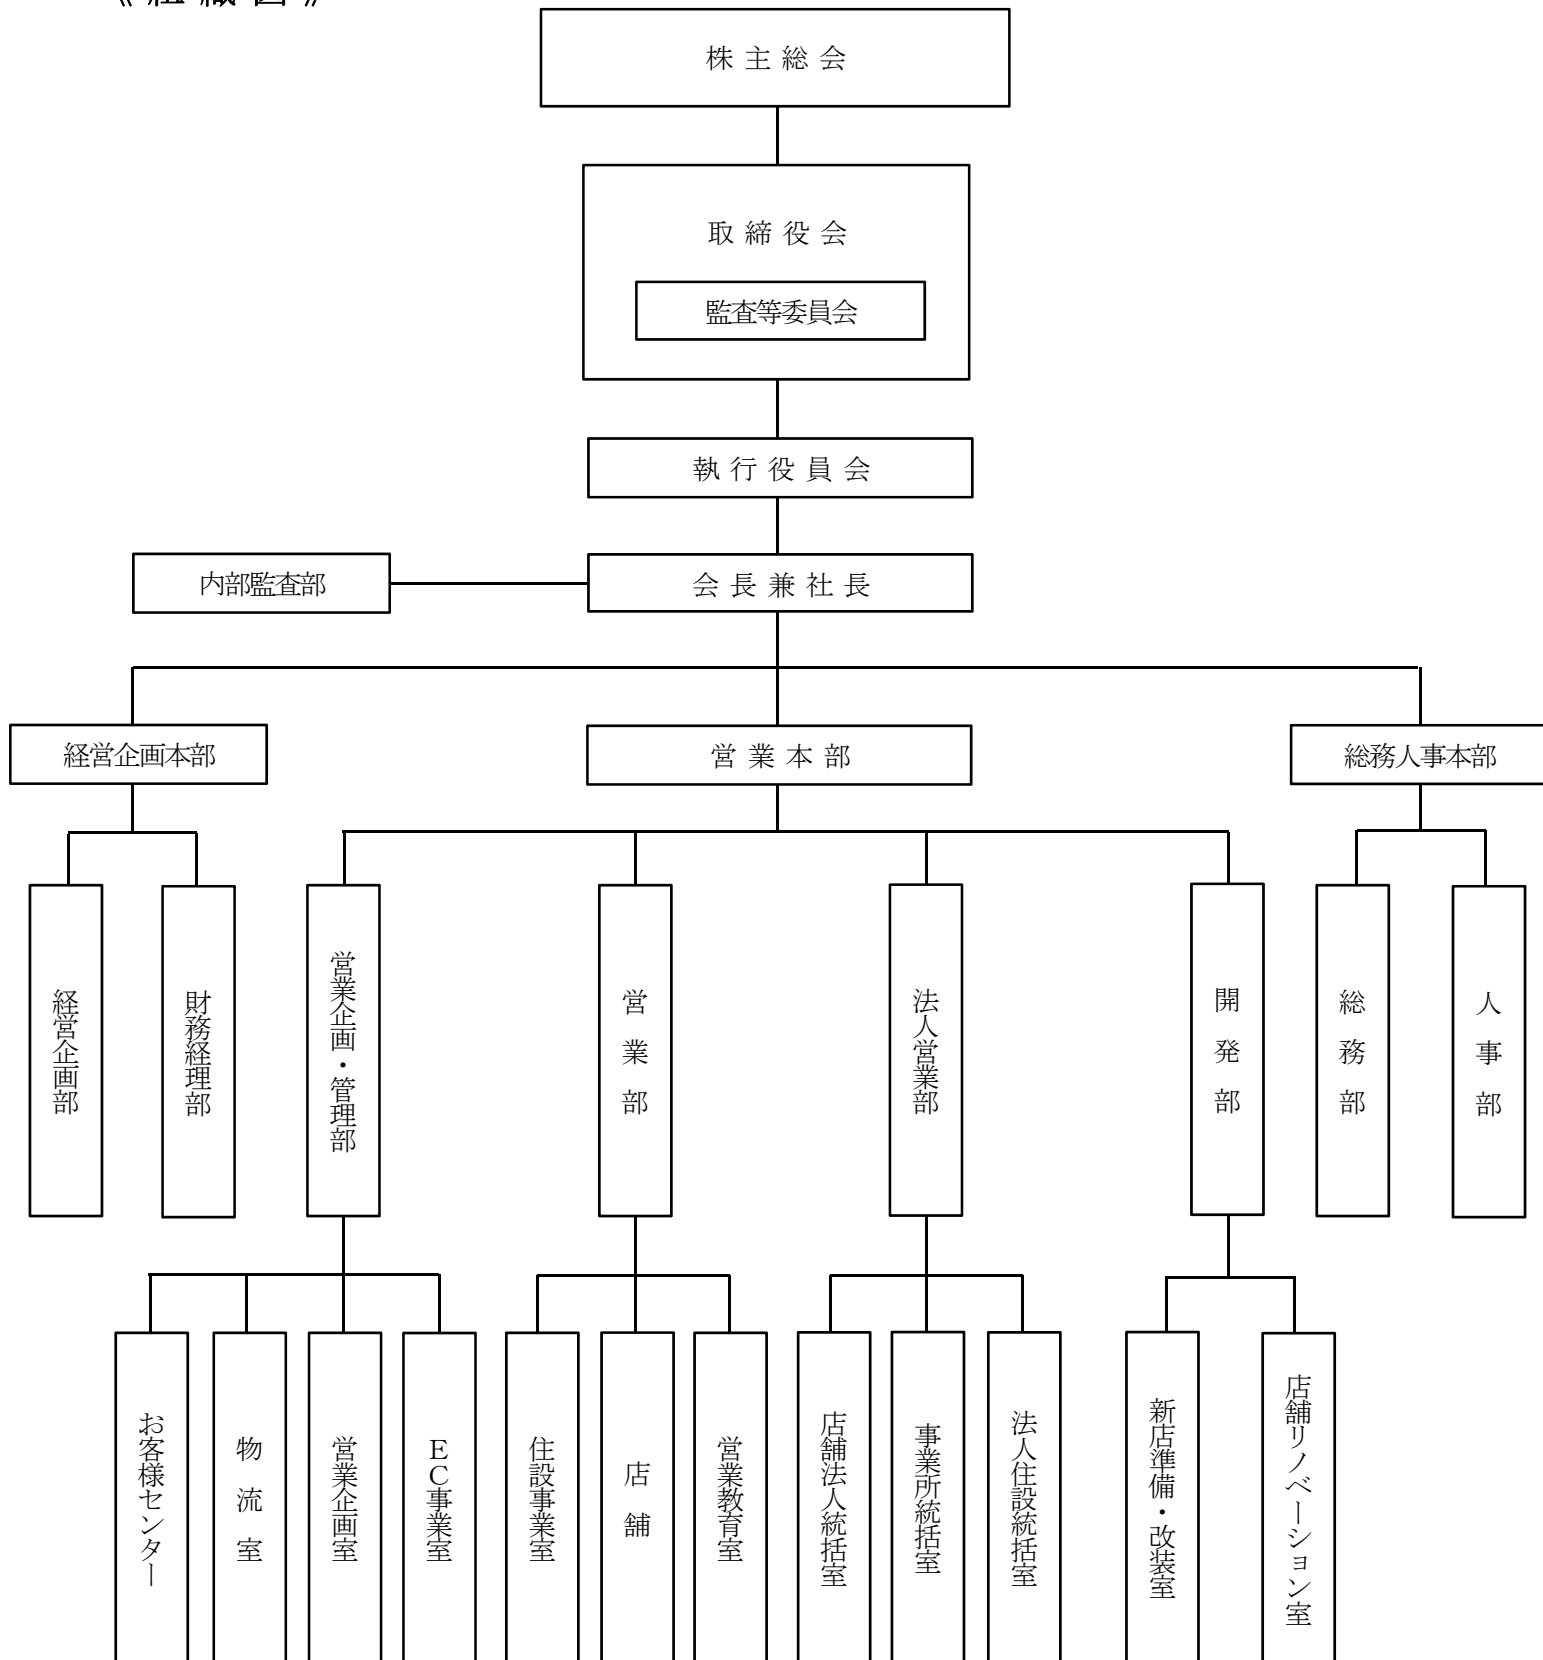 株主総会
取締役会
監査等委員会
執行役員会
内部監査部
会長兼社長
経営企画本部
営業本部
総務人事本部
経営企画部
財務経理部
営業企画・管理部
営業部
法人営業部
開発部
総務部
人事部
お客様センター
物流室
営業企画室
EC事業室
住設事業室
店舗
営業教育室
店舗法人統括室
事業所統括室
法人住設統括室
新店準備・改装室
店舗リノベーション室